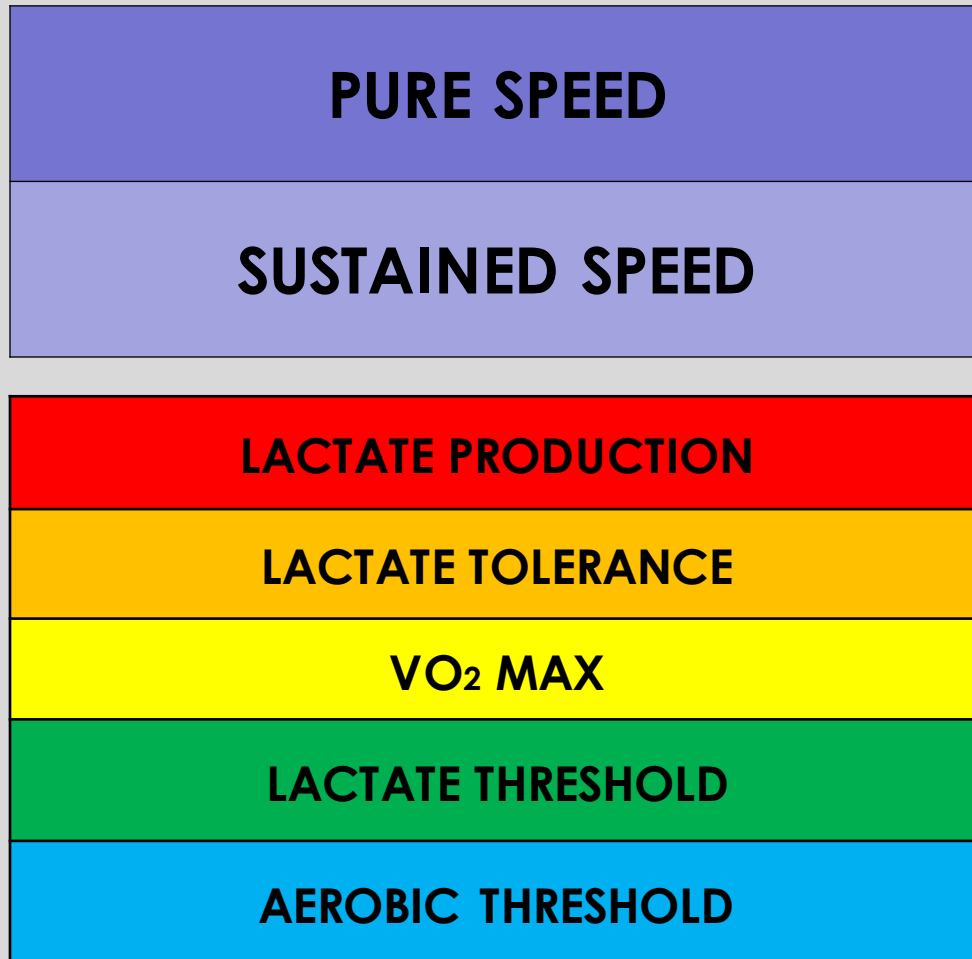 PURE SPEED
SUSTAINED SPEED
LACTATE PRODUCTION
LACTATE TOLERANCE
VO₂ MAX
LACTATE THRESHOLD
AEROBIC THRESHOLD